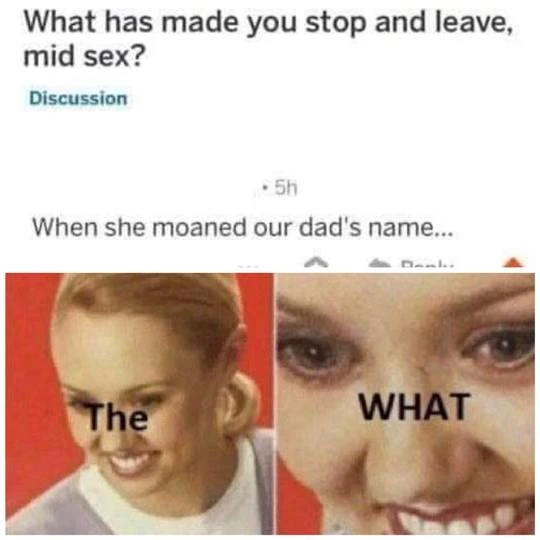 What has made you stop and leave,
mid sex?
Discussion
• 5h
When she moaned our dad's name...
Reply
The
WHAT